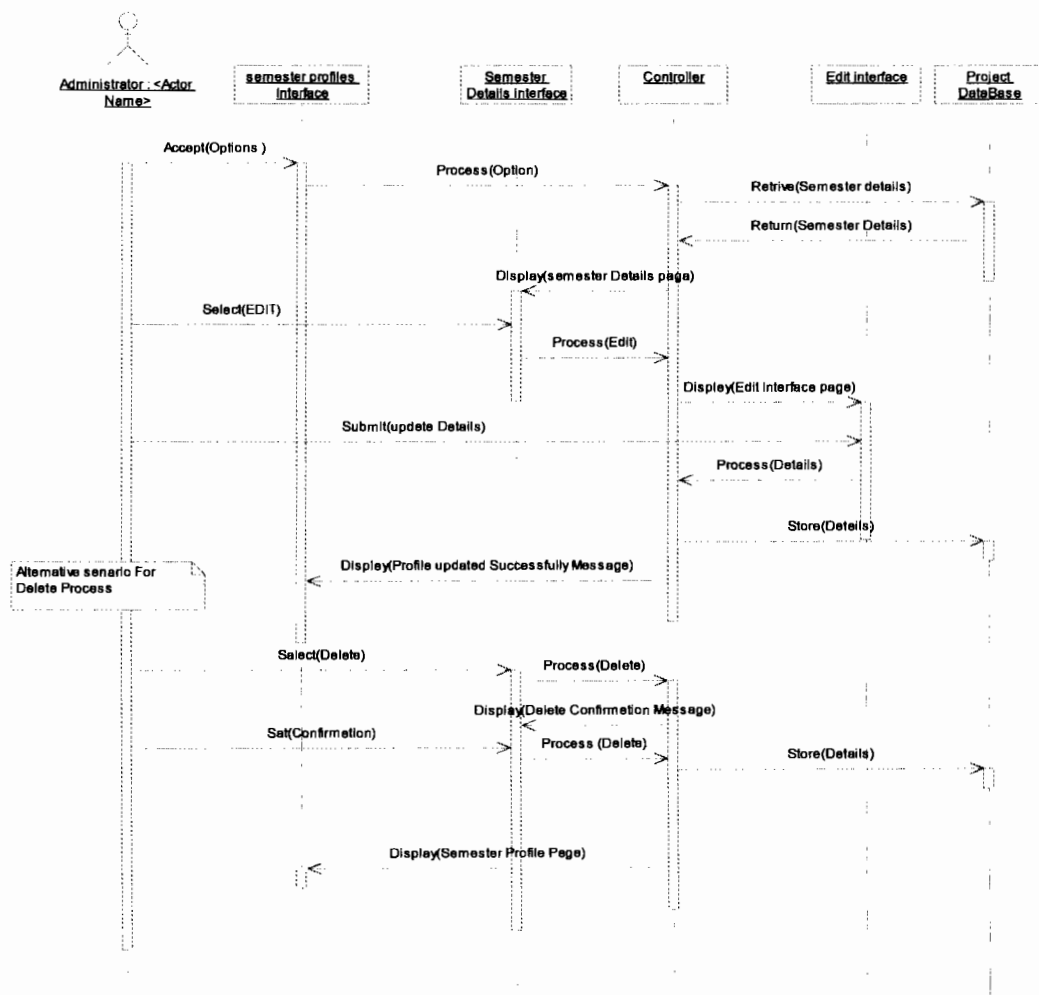 Administrator : <Actor
Name>
semester profiles
Interface
Semester
Details interface
Controller
Edit interface
Project
DataBase
Accept(Options )
Process(Option)
Retrive(Semester details)
Return(Semester Details)
Display(semester Details page)
Select(EDIT)
Process(Edit)
Display(Edit Interface page)
Submit(update Details)
Process(Details)
Store(Details)
Display(Profile updated Successfully Message)
Alternative senario For
Delete Process
Select(Delete)
Process(Delete)
Display(Delete Confirmation Message)
Set(Confirmation)
Process (Delete)
Store(Details)
Display(Semester Profile Page)